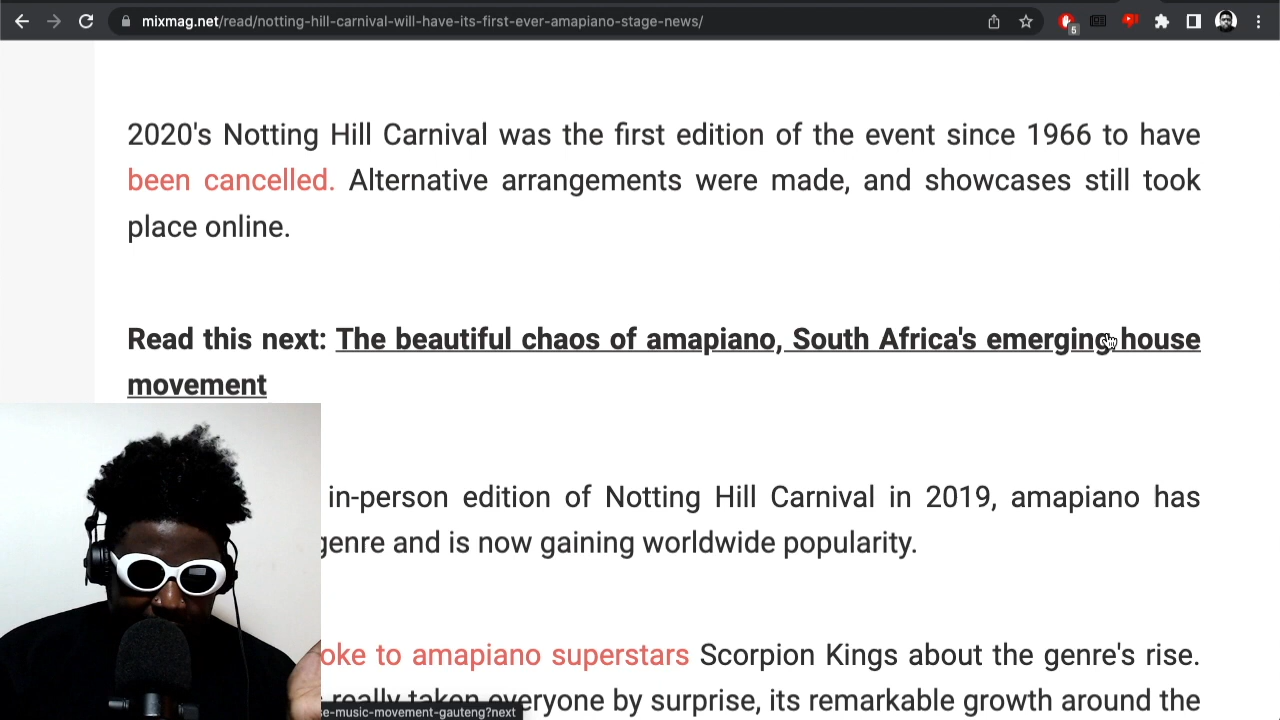 mixmag.net/read/notting-hill-carnival-will-have-its-first-ever-amapiano-stage-news/
5
2020's Notting Hill Carnival was the first edition of the event since 1966 to have
been cancelled. Alternative arrangements were made, and showcases still took
place online.
Read this next: The beautiful chaos of amapiano, South Africa's emerging house
movement
in-person edition of Notting Hill Carnival in 2019, amapiano has
genre and is now gaining worldwide popularity.
oke to amapiano superstars Scorpion Kings about the genre's rise.
really taken everyone by surprise, its remarkable growth around the
e-music-movement-gauteng?next